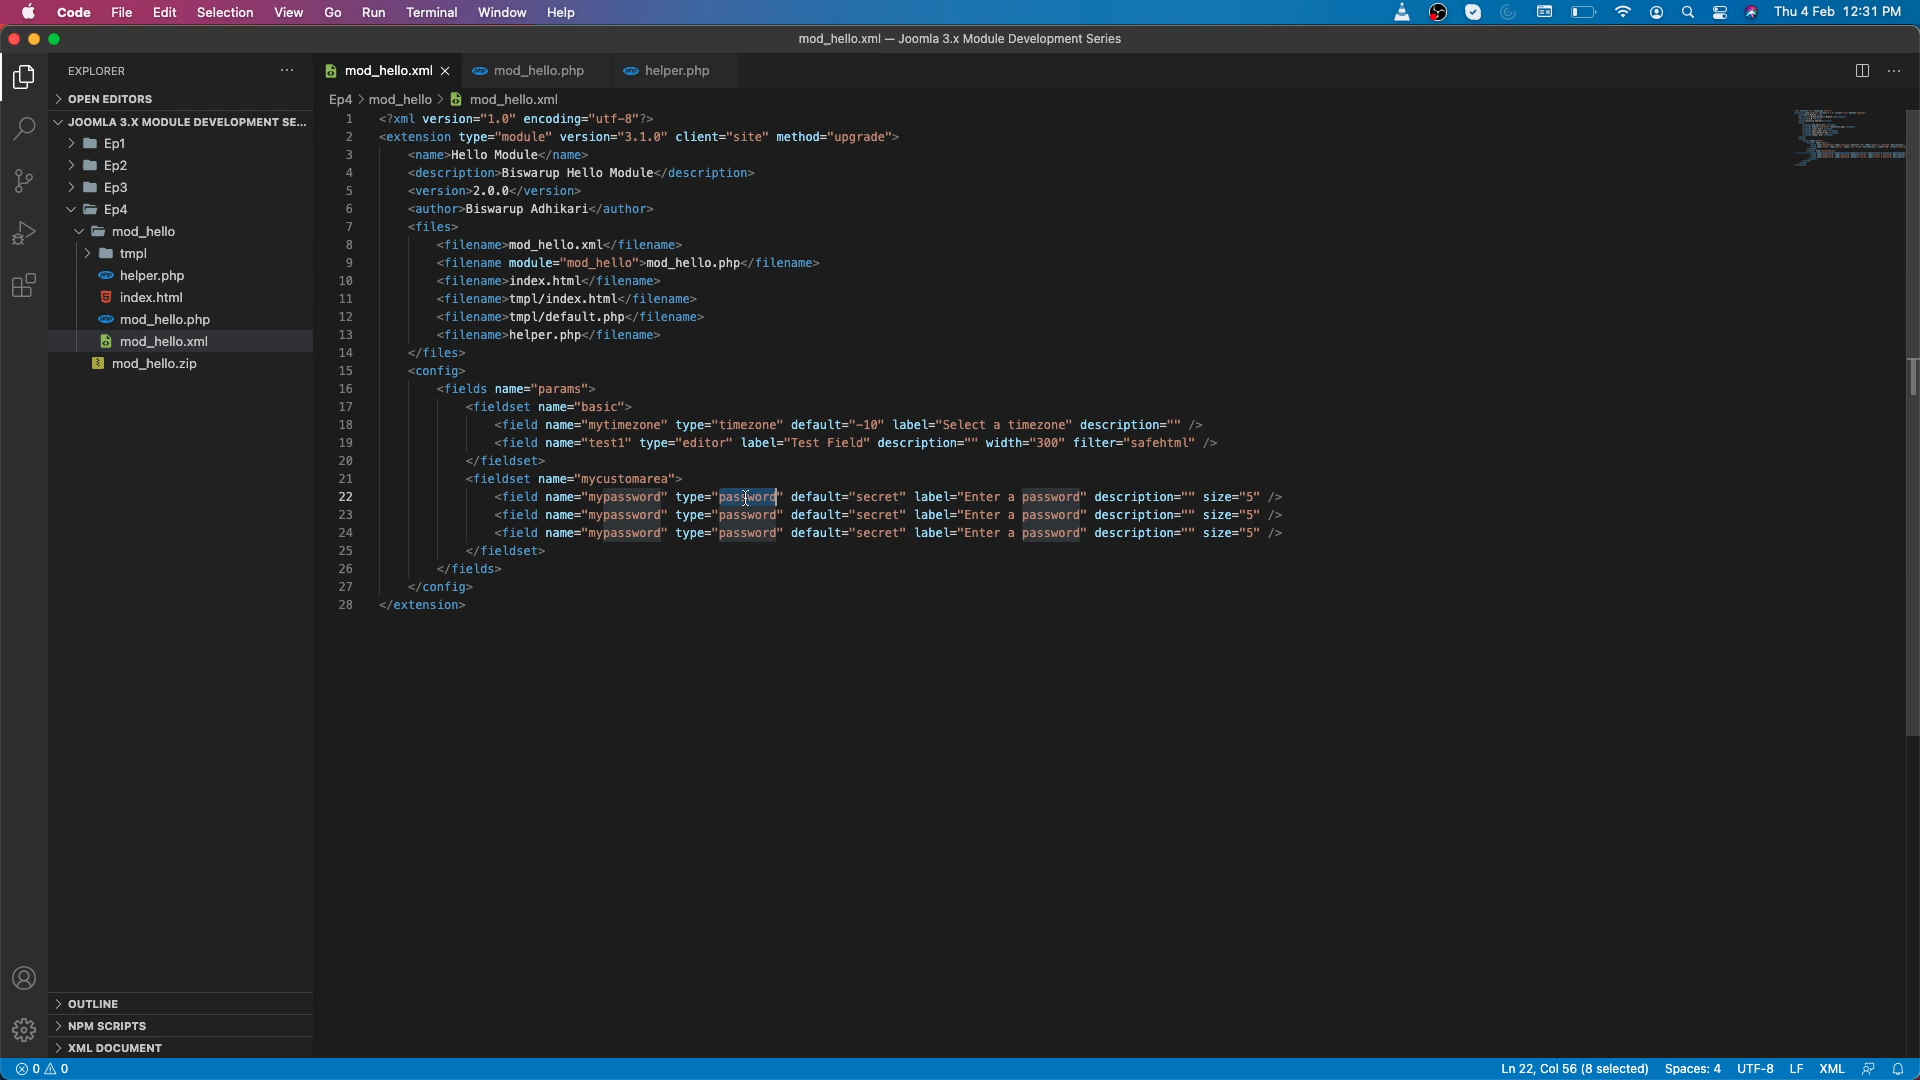 Code File Edit Selection View Go Run Terminal Window Help Thu 4 Feb 12:31 PM
mod_hello.xml — Joomla 3.x Module Development Series
EXPLORER
mod_hello.xml mod_hello.php helper.php
OPEN EDITORS
JOOMLA 3.X MODULE DEVELOPMENT SE...
Ep1
Ep2
Ep3
Ep4
mod_hello
tmpl
helper.php
index.html
mod_hello.php
mod_hello.xml
mod_hello.zip
OUTLINE
NPM SCRIPTS
XML DOCUMENT
Ep4 > mod_hello > mod_hello.xml
1 <?xml version="1.0" encoding="utf-8"?>
2 <extension type="module" version="3.1.0" client="site" method="upgrade">
3 <name>Hello Module</name>
4 <description>Biswarup Hello Module</description>
5 <version>2.0.0</version>
6 <author>Biswarup Adhikari</author>
7 <files>
8 <filename>mod_hello.xml</filename>
9 <filename module="mod_hello">mod_hello.php</filename>
10 <filename>index.html</filename>
11 <filename>tmpl/index.html</filename>
12 <filename>tmpl/default.php</filename>
13 <filename>helper.php</filename>
14 </files>
15 <config>
16 <fields name="params">
17 <fieldset name="basic">
18 <field name="mytimezone" type="timezone" default="-10" label="Select a timezone" description="" />
19 <field name="test1" type="editor" label="Test Field" description="" width="300" filter="safehtml" />
20 </fieldset>
21 <fieldset name="mycustomarea">
22 <field name="mypassword" type="password" default="secret" label="Enter a password" description="" size="5" />
23 <field name="mypassword" type="password" default="secret" label="Enter a password" description="" size="5" />
24 <field name="mypassword" type="password" default="secret" label="Enter a password" description="" size="5" />
25 </fieldset>
26 </fields>
27 </config>
28 </extension>
0 0 Ln 22, Col 56 (8 selected) Spaces: 4 UTF-8 LF XML